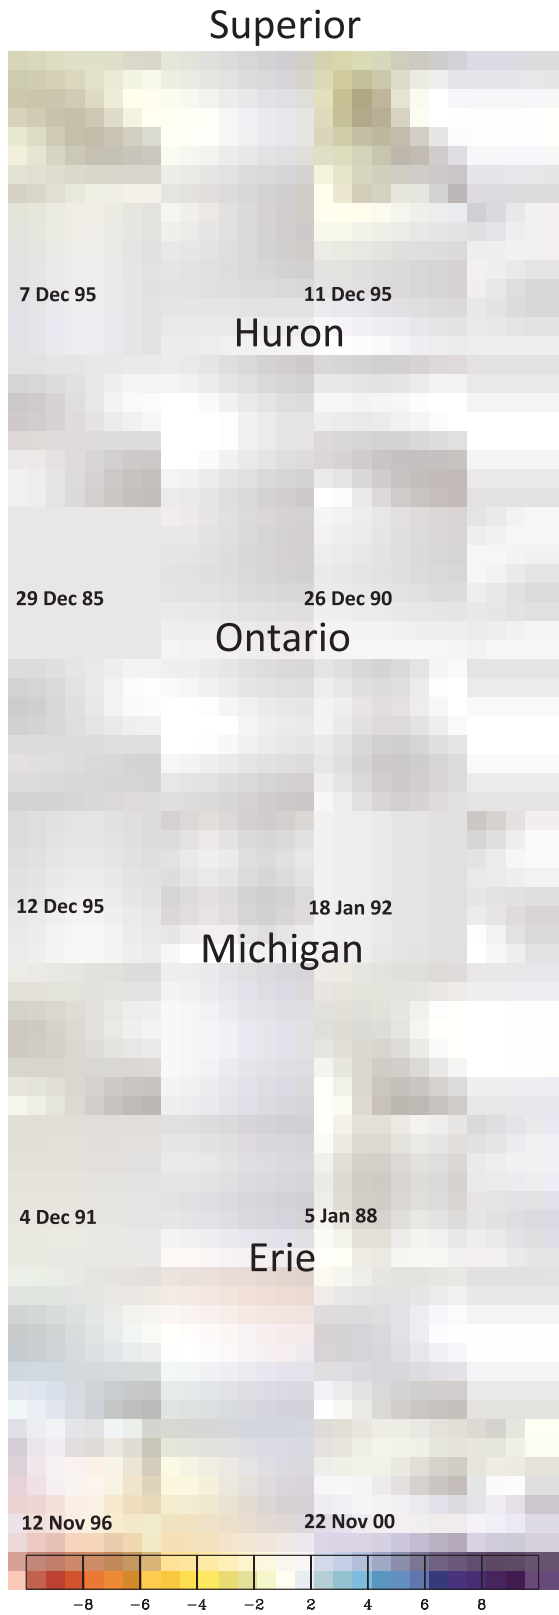 Superior
7 Dec 95 11 Dec 95
Huron
29 Dec 85 26 Dec 90
Ontario
12 Dec 95 18 Jan 92
Michigan
4 Dec 91 5 Jan 88
Erie
12 Nov 96 22 Nov 00
−8 −6 −4 −2 2 4 6 8